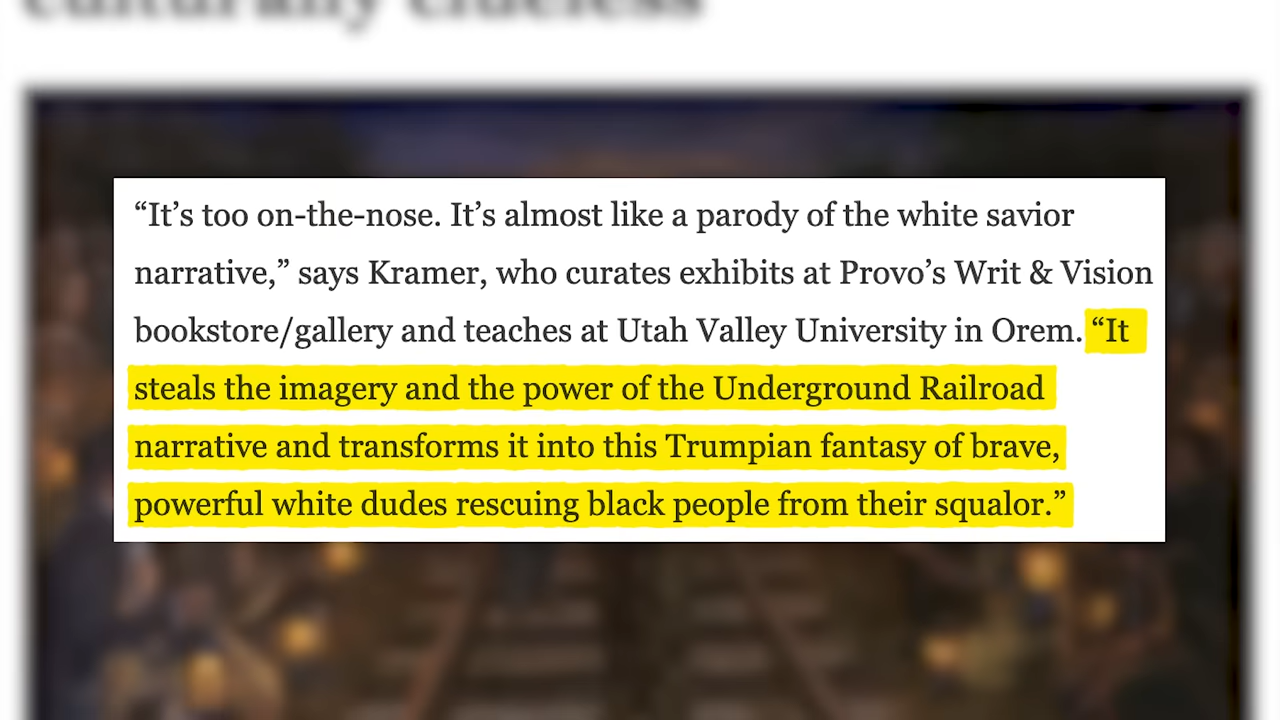 culturally clueless
“It’s too on-the-nose. It’s almost like a parody of the white savior
narrative,” says Kramer, who curates exhibits at Provo’s Writ & Vision
bookstore/gallery and teaches at Utah Valley University in Orem. “It
steals the imagery and the power of the Underground Railroad
narrative and transforms it into this Trumpian fantasy of brave,
powerful white dudes rescuing black people from their squalor.”